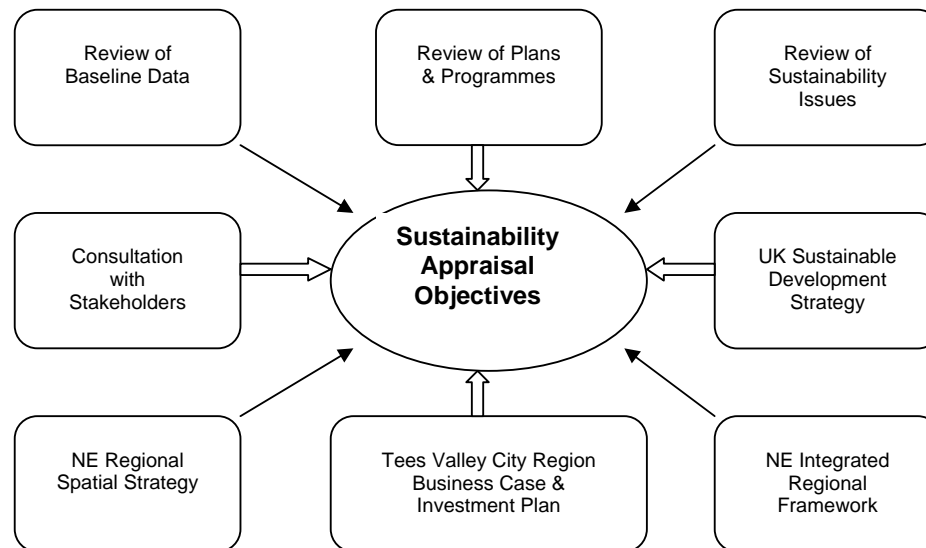 Review of
Baseline Data
Review of Plans
& Programmes
Review of
Sustainability
Issues
Consultation
with
Stakeholders
Sustainability
Appraisal
Objectives
UK Sustainable
Development
Strategy
NE Regional
Spatial Strategy
Tees Valley City Region
Business Case &
Investment Plan
NE Integrated
Regional
Framework